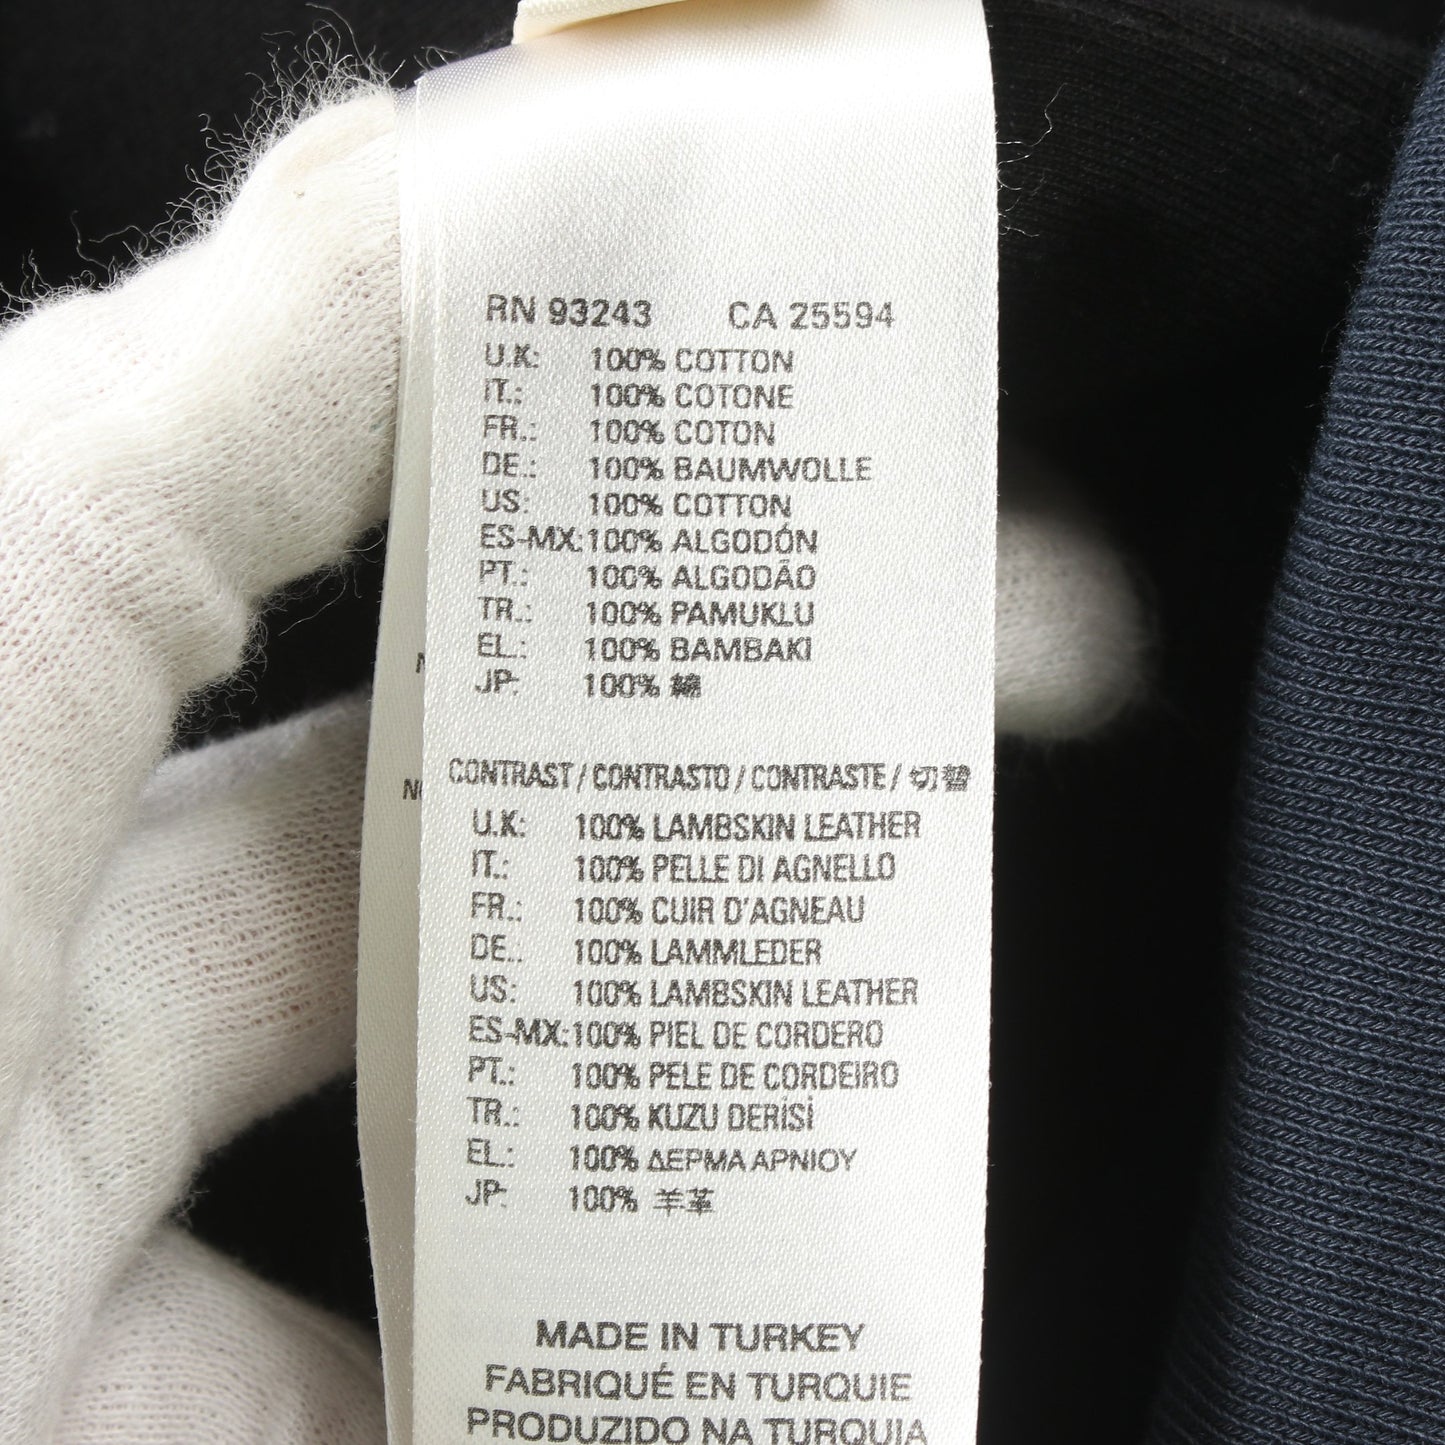 RN 93243 CA 25594
U.K: 100% COTTON
IT.: 100% COTONE
FR.: 100% COTON
DE.: 100% BAUMWOLLE
US: 100% COTTON
ES-MX: 100% ALGODÓN
PT.: 100% ALGODÃO
TR.: 100% PAMUKLU
EL.: 100% BAMBAKI
JP: 100% 綿
CONTRAST / CONTRASTO / CONTRASTE / 切替
U.K: 100% LAMBSKIN LEATHER
IT.: 100% PELLE DI AGNELLO
FR.: 100% CUIR D'AGNEAU
DE.: 100% LAMMLEDER
US: 100% LAMBSKIN LEATHER
ES-MX: 100% PIEL DE CORDERO
PT.: 100% PELE DE CORDEIRO
TR.: 100% KUZU DERİSİ
EL.: 100% ΔΕΡΜΑ ΑΡΝΙΟΥ
JP: 100% 羊革
MADE IN TURKEY
FABRIQUÉ EN TURQUIE
PRODUZIDO NA TURQUIA